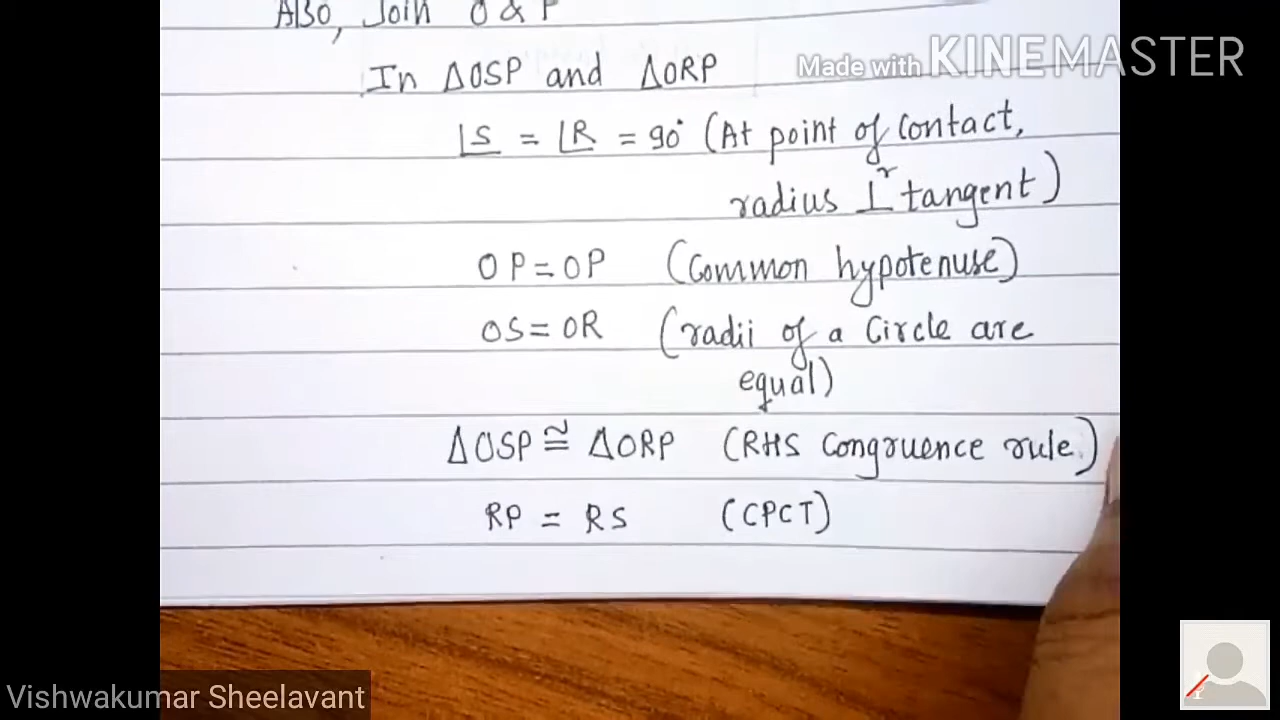 Also, Join O & P
In ΔOSP and ΔORP
Made with KINEMASTER
∠S = ∠R = 90° (At point of contact,
radius ⊥r tangent)
OP = OP (Common hypotenuse)
OS = OR (radii of a Circle are
equal)
ΔOSP ≅ ΔORP (RHS Congruence rule.)
RP = RS (CPCT)
Vishwakumar Sheelavant